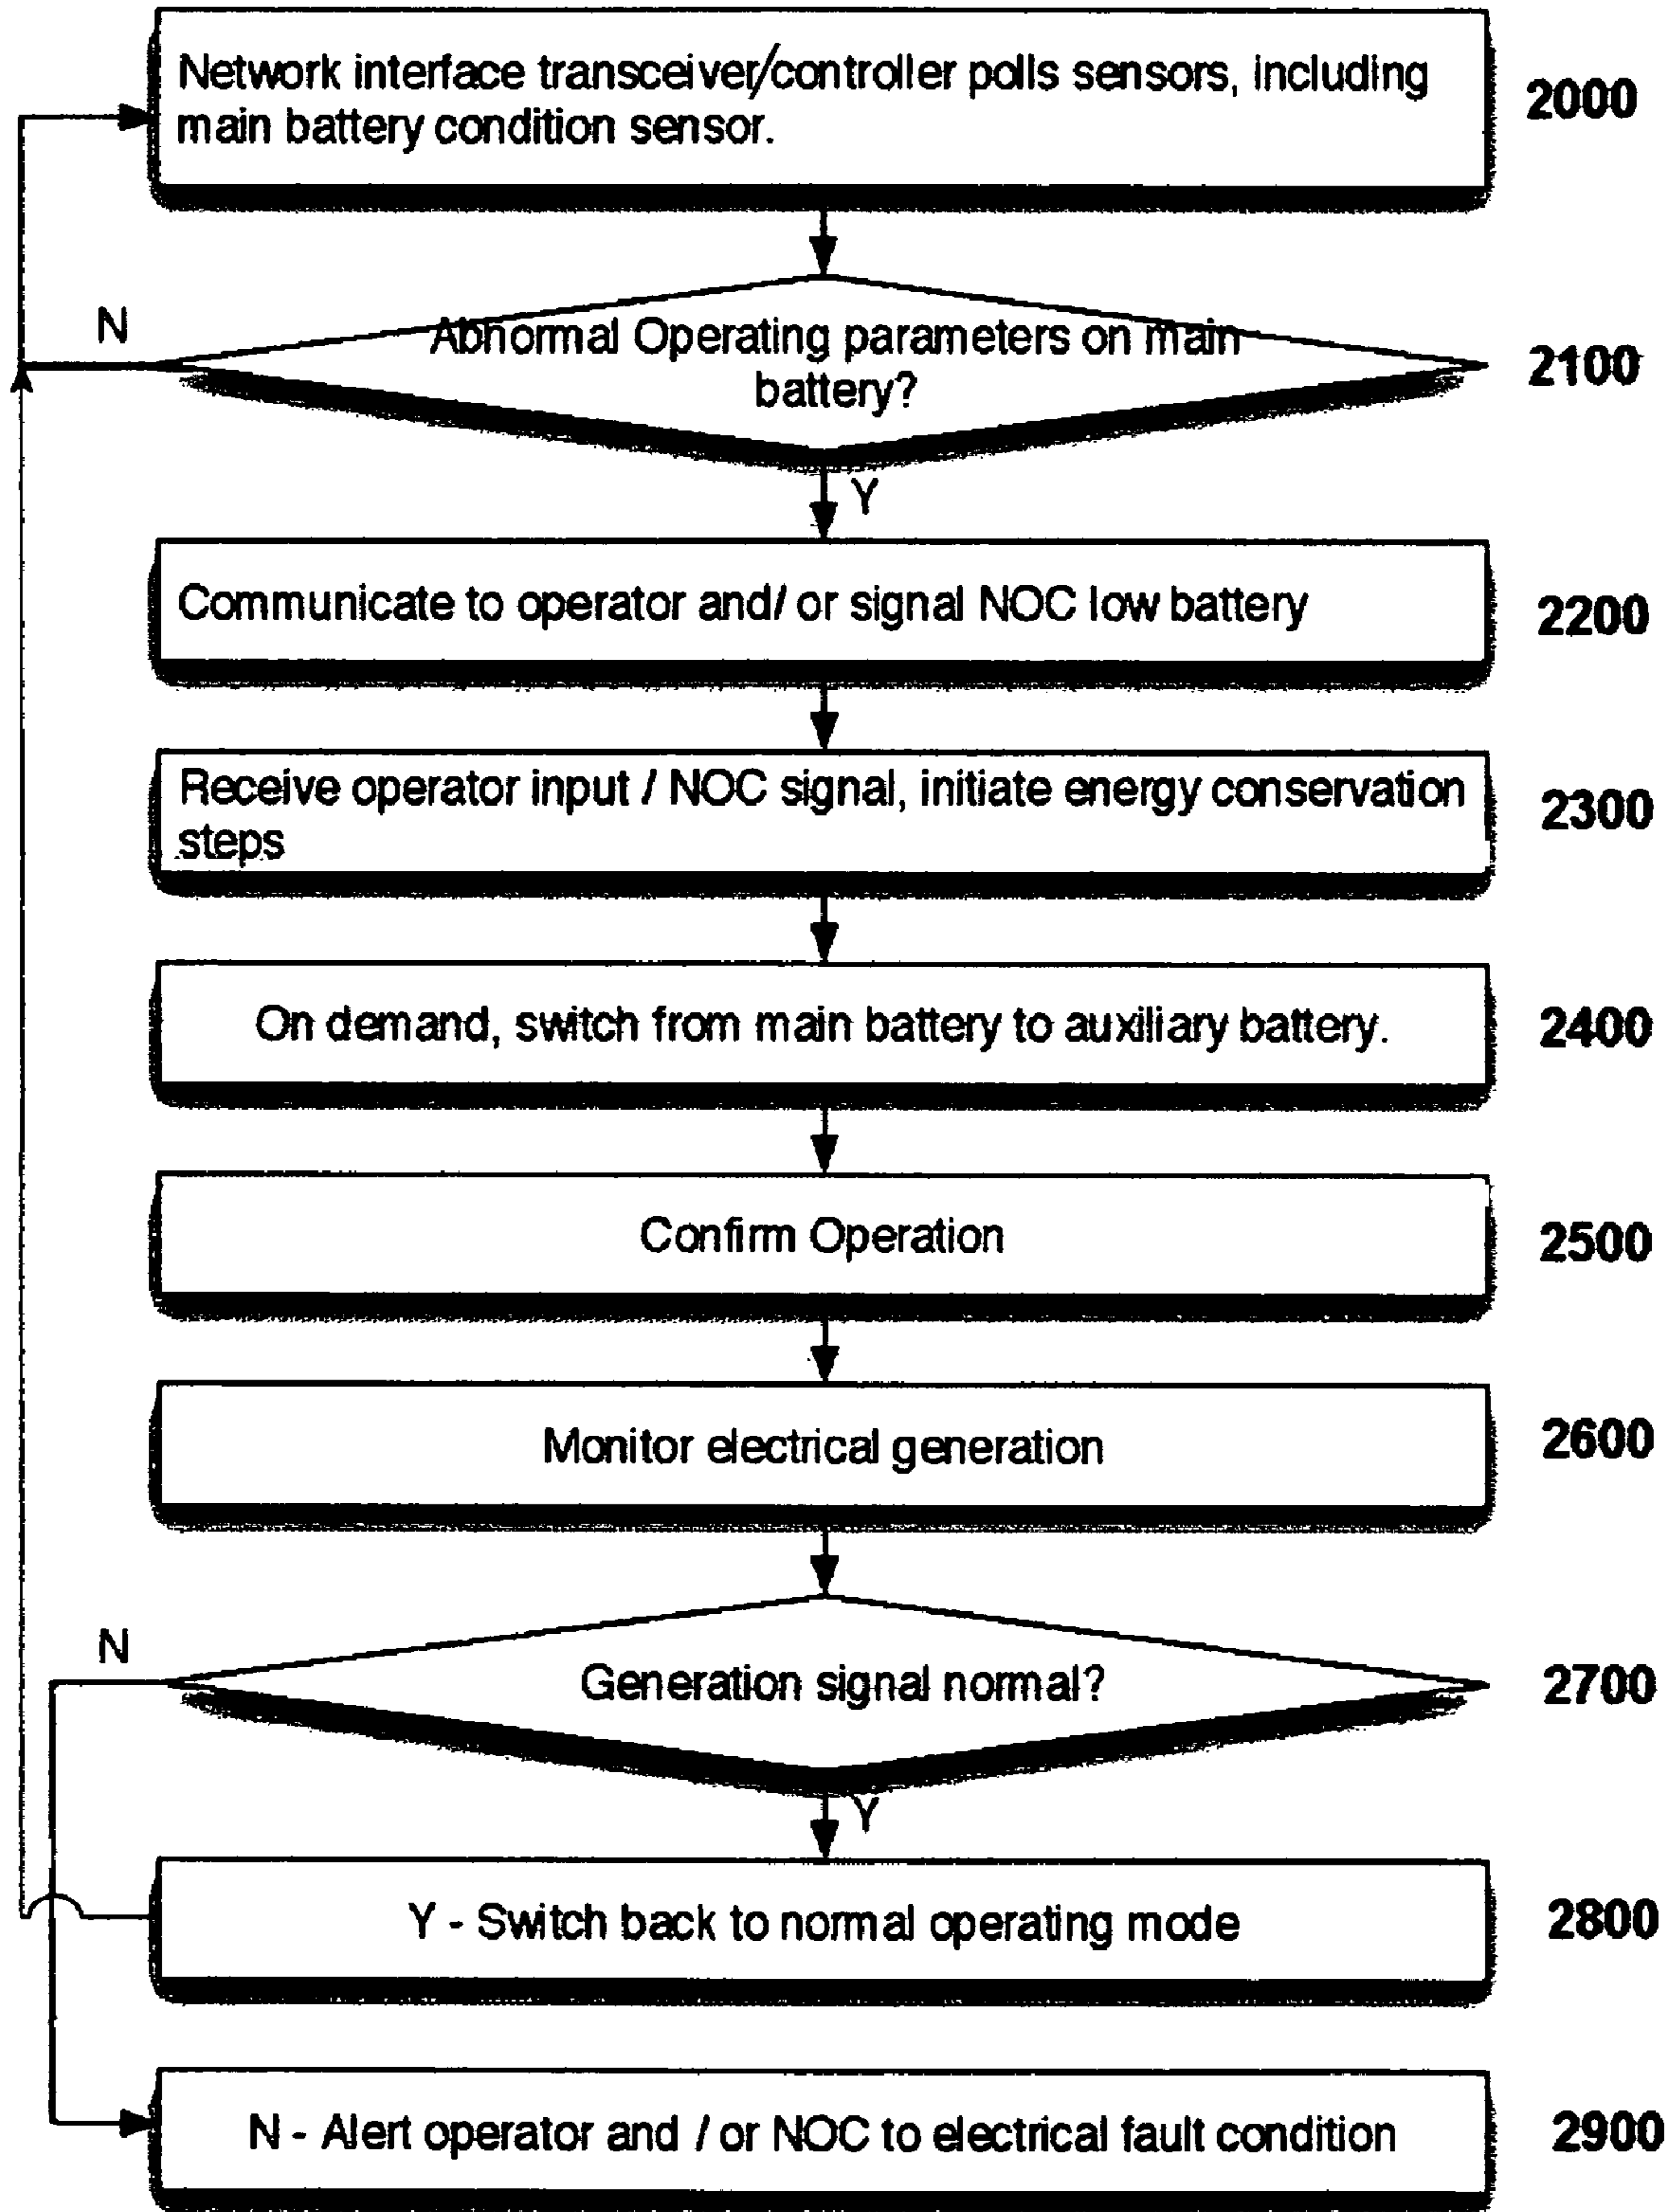 Network interface transceiver/controller polls sensors, including
main battery condition sensor.
2000
N
Abnormal Operating parameters on main
battery?
2100
Y
Communicate to operator and/ or signal NOC low battery
2200
Receive operator input / NOC signal, initiate energy conservation
steps
2300
On demand, switch from main battery to auxiliary battery.
2400
Confirm Operation
2500
Monitor electrical generation
2600
N
Generation signal normal?
2700
Y
Y - Switch back to normal operating mode
2800
N - Alert operator and / or NOC to electrical fault condition
2900